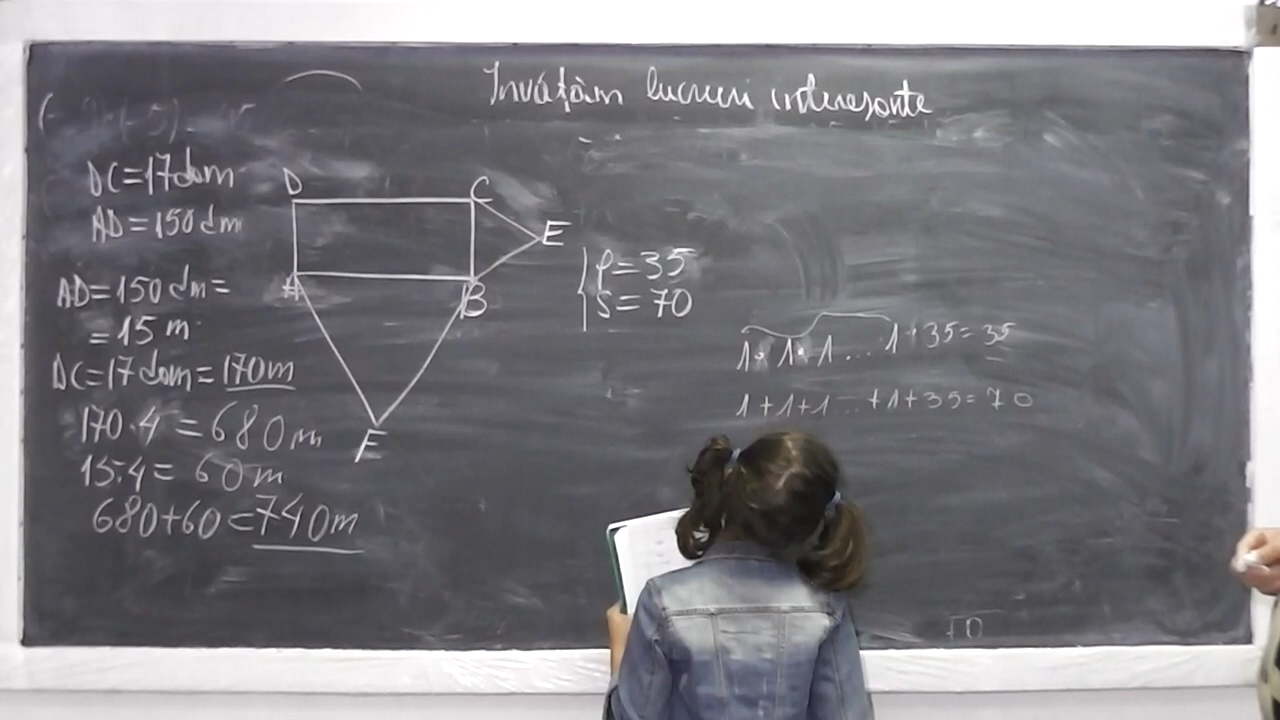 Învățăm lucruri interesante
DC=17dam
AD=150dm
AD=150dm=
=15m
DC=17dam=170m
170·4=680m
15·4=60m
680+60=740m
D
C
E
A
B
E
P=35
S=70
1·1·1...1·35=35
1+1+1...+1+35=70